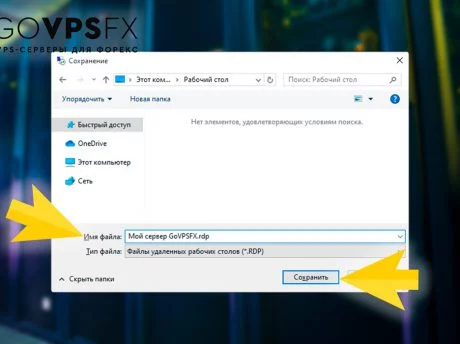 GOVPSFX
VPS-СЕРВЕРЫ ДЛЯ ФОРЕКС
Сохранение
Этот ком... Рабочий стол
Поиск: Рабочий стол
Упорядочить Новая папка
Быстрый доступ
Нет элементов, удовлетворяющих условиям поиска.
OneDrive
Этот компьютер
Сеть
Имя файла: Мой сервер GoVPSFX.rdp
Тип файла: Файлы удаленных рабочих столов (*.RDP)
Скрыть папки
Сохранить